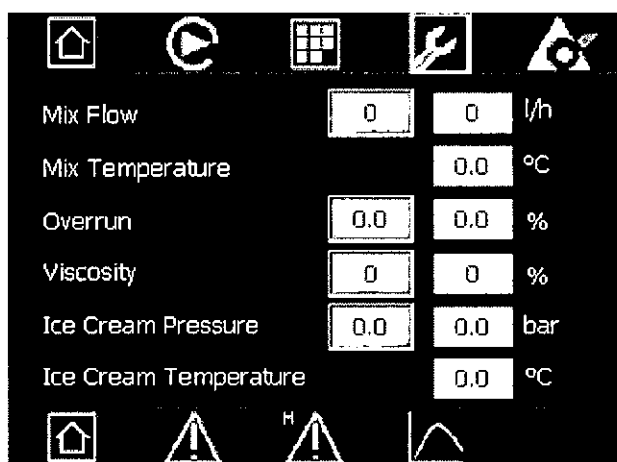 Mix Flow 0 0 l/h
Mix Temperature 0.0 °C
Overrun 0.0 0.0 %
Viscosity 0 0 %
Ice Cream Pressure 0.0 0.0 bar
Ice Cream Temperature 0.0 °C
H